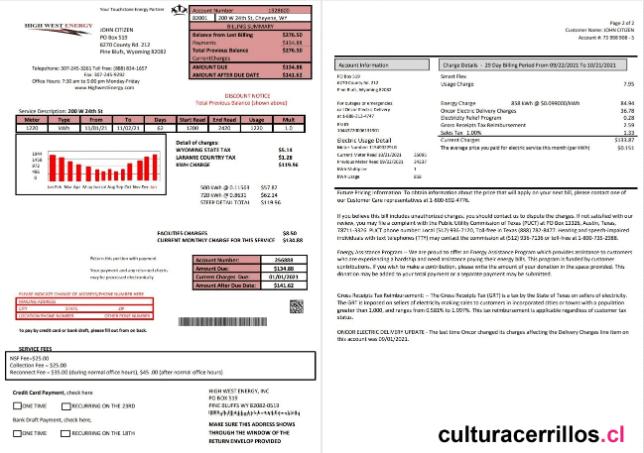 Your Touchstone Energy Partner
HIGH WEST ENERGY
JOHN CITIZEN
PO BOX 519
6270 County Rd. 212
Pine Bluff, Wyoming 82082
Telephones: 307-245-3261 Toll free: (888) 834-1657
Fax: 307-245-9292
Office Hours: 7:30 am to 5:00 pm Monday-Friday
www.Highwestenergy.com
Account Number 1328600
82001 200 W 24th St, Cheyene, WY
BILLING SUMMARY
Balance from Last Billing $276.50
Payments $134.88
Total Previous Balance $276.50
CurrentCharges
AMOUNT DUE $134.88
AMOUNT AFTER DUE DATE $141.62
DISCOUNT NOTICE
Total Previous Balance (shown above)
Service Description: 200 W 24th St
Meter Type From To Days Start Read End Read Usage Mult
1220 kWh 11/01/21 11/02/21 62 1200 2420 1220 1.0
Detail of charges:
WYOMING STATE TAX $5.14
LARAMIE COUNTRY TAX $1.28
KWH CHARGE $119.96
500 kWh @ 0.11563 $57.82
720 kWh @ 0.8631 $62.14
STEER DETAIL TOTAL $119.96
FACILITIES CHARGES $8.50
CURRENT MONTHLY CHARGE FOR THIS SERVICE $134.88
Return this portion with payment
Your payment and any returned checks
may be processed electronically
Account Number: 256888
Amount Due: $134.88
Current Charges Due: 01/01/2023
Amount After Due Date: $141.62
PLEASE INDICATE CHANGE OF ADDRESS/PHONE NUMBER HERE
MAILING ADDRESS
CITY STATE ZIP
LOCATION PHONE NUMBER OTHER PHONE NUMBER
to pay by credit card or bank draft, please fill out from on back.
SERVICE FEES
NSF Fee=$25.00
Collection Fee = $25.00
Reconnect Fee = $35.00 (during normal office hours), $45 .00 (after normal office hours)
Credit Card Payment, check here
ONE TIME RECURRING ON THE 23RD
Bank Draft Payment, check here,
ONE TIME RECURRING ON THE 18TH
HIGH WEST ENERGY, INC
PO BOX 519
PINE BLUFFS WY 82082-0519
MAKE SURE THIS ADDRESS SHOWS
THROUGH THE WINDOW OF THE
RETURN ENVELOP PROVIDED
Page 2 of 2
Customer Name: JOHN CITIZEN
Account Information
PO BOX 519
6270 County Rd. 212
Pine Bluff, Wyoming 82082
For outages or emergencies
call Oncor Electric Delivery
at 1-888-313-4747
Electric Usage Detail
Current Meter Read 10/21/2021
Previous Meter Read 09/22/2021
kWh Multiplier 1
kWh Usage 858
Charge Details - 29 Day Billing Period From 09/22/2021 To 10/21/2021
Smart Flex
Usage Charge 7.95
Energy Charge 858 kWh @ $0.099000/kWh 84.94
Oncor Electric Delivery Charges 36.78
Electricity Relief Program 0.28
Gross Receipts Tax Reimbursement 2.59
Sales Tax 1.00% 1.33
Current Charges $133.87
The average price you paid for electric service this month (per kWh) $0.151
Future Pricing Information: To obtain information about the price that will apply on your next bill, please contact one of
our Customer Care representatives at 1-800-692-4776.
If you believe this bill includes unauthorized charges, you should contact us to dispute the charges. If not satisfied with our
review, you may file a complaint with the Public Utility Commission of Texas (PUCT) at PO BOX 13326, Austin, Texas,
78711-3326. PUCT phone number: Local (512) 936-7120, Toll-free in Texas (888) 782-8477. Hearing and speech-impaired
individuals with text telephones (TTY) may contact the commission at (512) 936-7136 or toll-free at 1-800-735-2988.
Energy Assistance Program -- We are proud to offer an Energy Assistance Program which provides assistance to customers
who are experiencing a hardship and need assistance paying their energy bills. This program is funded by customer
contributions. If you wish to make a contribution, please write the amount of your donation in the space provided. This
donation may be added to your total payment or a separate payment may be submitted.
Gross Receipts Tax Reimbursement: -- The Gross Receipts Tax (GRT) is a tax by the State of Texas on sellers of electricity.
The GRT is imposed on sellers of electricity making sales to customers in incorporated cities or towns with a population
greater than 1,000, and ranges from 0.581% to 1.997%. This tax reimbursement is applicable regardless of customer tax
status.
ONCOR ELECTRIC DELIVERY UPDATE - The last time Oncor changed its charges affecting the Delivery Charges line item on
this account was 09/01/2021.
culturacerrillos.cl